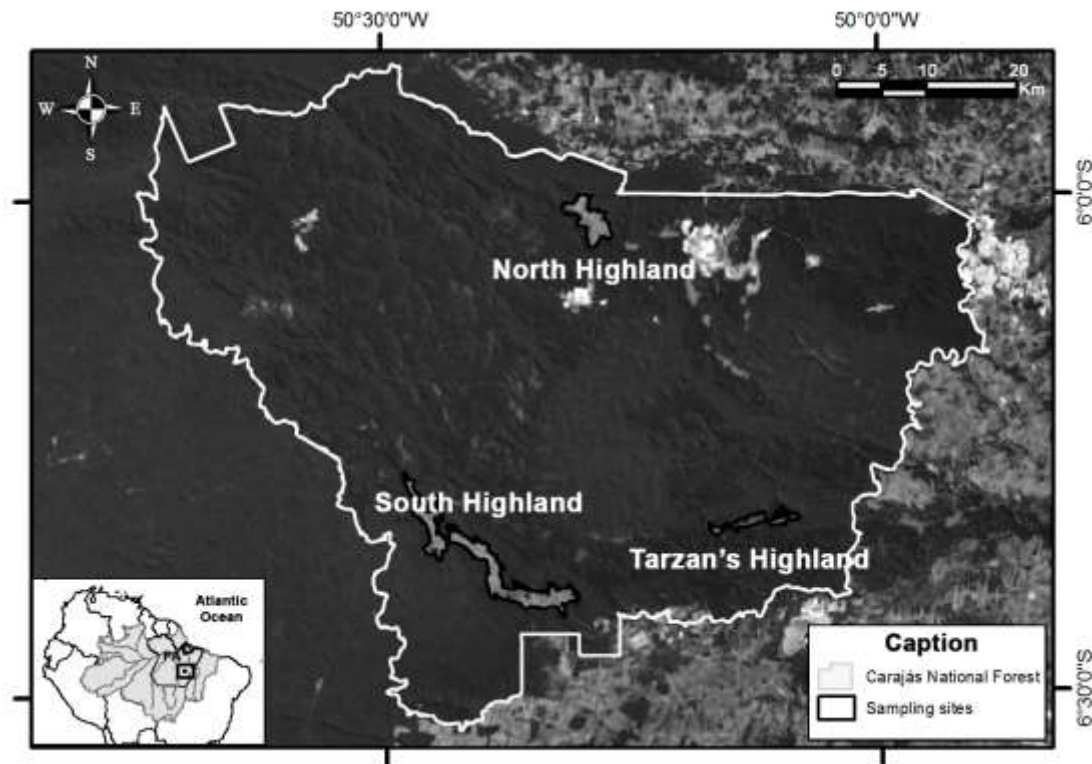 50°30'0"W
50°0'0"W
N
W
E
S
0 5 10 20
Km
6°0'0"S
North Highland
South Highland
Tarzan's Highland
Atlantic
Ocean
Caption
Carajás National Forest
Sampling sites
6°30'0"S